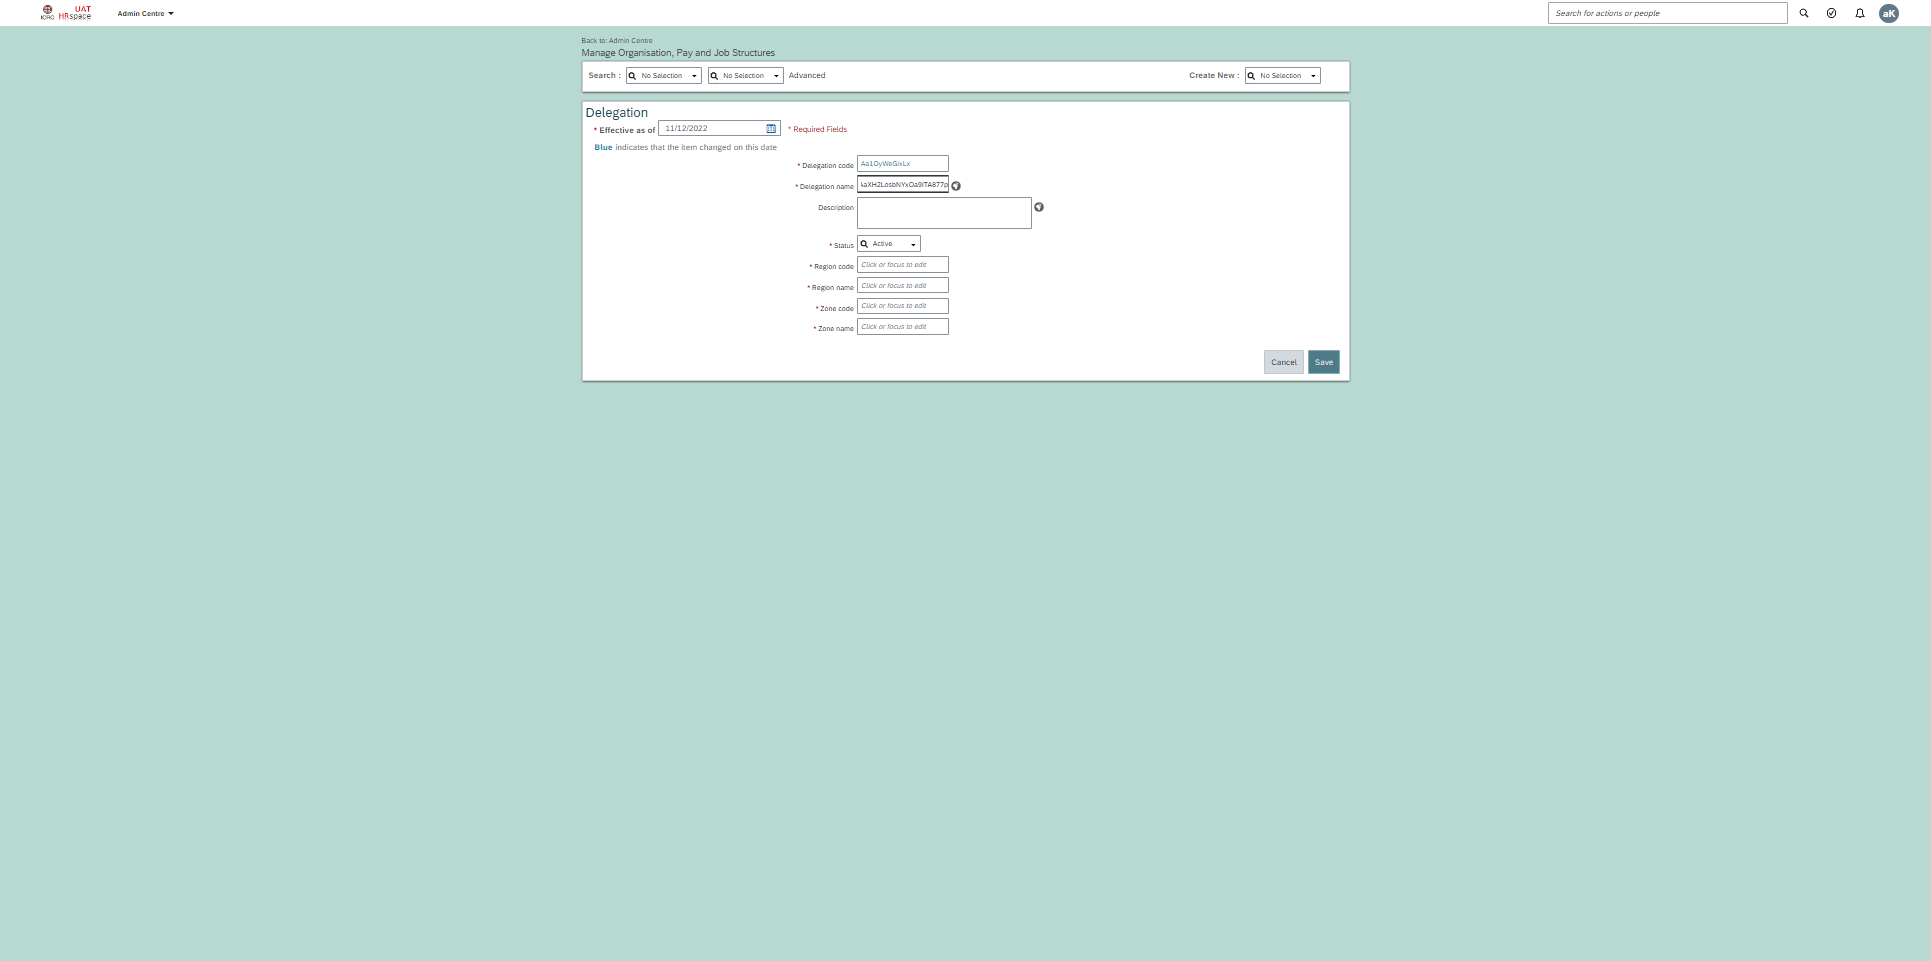 ICRC
UAT
HRspace
Admin Centre
Search for actions or people
aK
Back to: Admin Centre
Manage Organisation, Pay and Job Structures
Search : No Selection No Selection Advanced
Create New : No Selection
Delegation
* Effective as of 11/12/2022 * Required Fields
Blue indicates that the item changed on this date
* Delegation code Aa1OyWeGixLx
* Delegation name
Description
* Status Active
* Region code Click or focus to edit
* Region name Click or focus to edit
* Zone code Click or focus to edit
* Zone name Click or focus to edit
Cancel Save